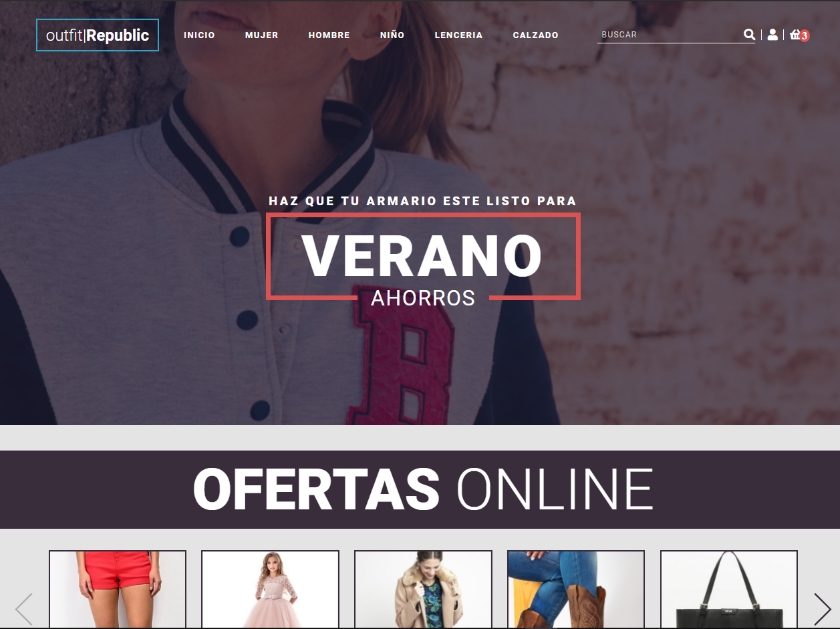 outfit|Republic INICIO MUJER HOMBRE NIÑO LENCERIA CALZADO BUSCAR 3
HAZ QUE TU ARMARIO ESTE LISTO PARA
VERANO
AHORROS
B
OFERTAS ONLINE